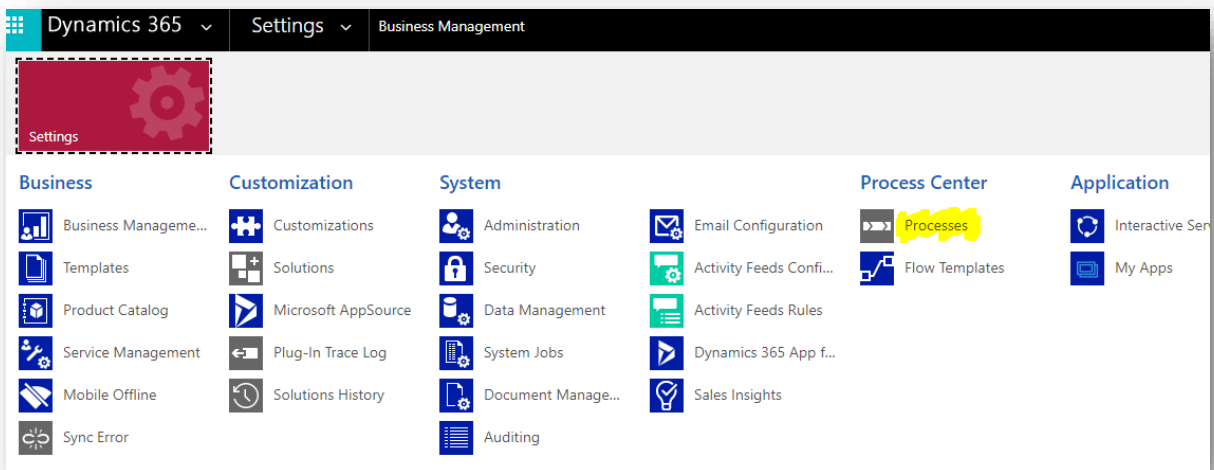 Dynamics 365 Settings Business Management
Settings
Business
Business Manageme...
Templates
Product Catalog
Service Management
Mobile Offline
Sync Error
Customization
Customizations
Solutions
Microsoft AppSource
Plug-In Trace Log
Solutions History
System
Administration
Security
Data Management
System Jobs
Document Manage...
Auditing
Email Configuration
Activity Feeds Confi...
Activity Feeds Rules
Dynamics 365 App f...
Sales Insights
Process Center
Processes
Flow Templates
Application
Interactive Ser
My Apps